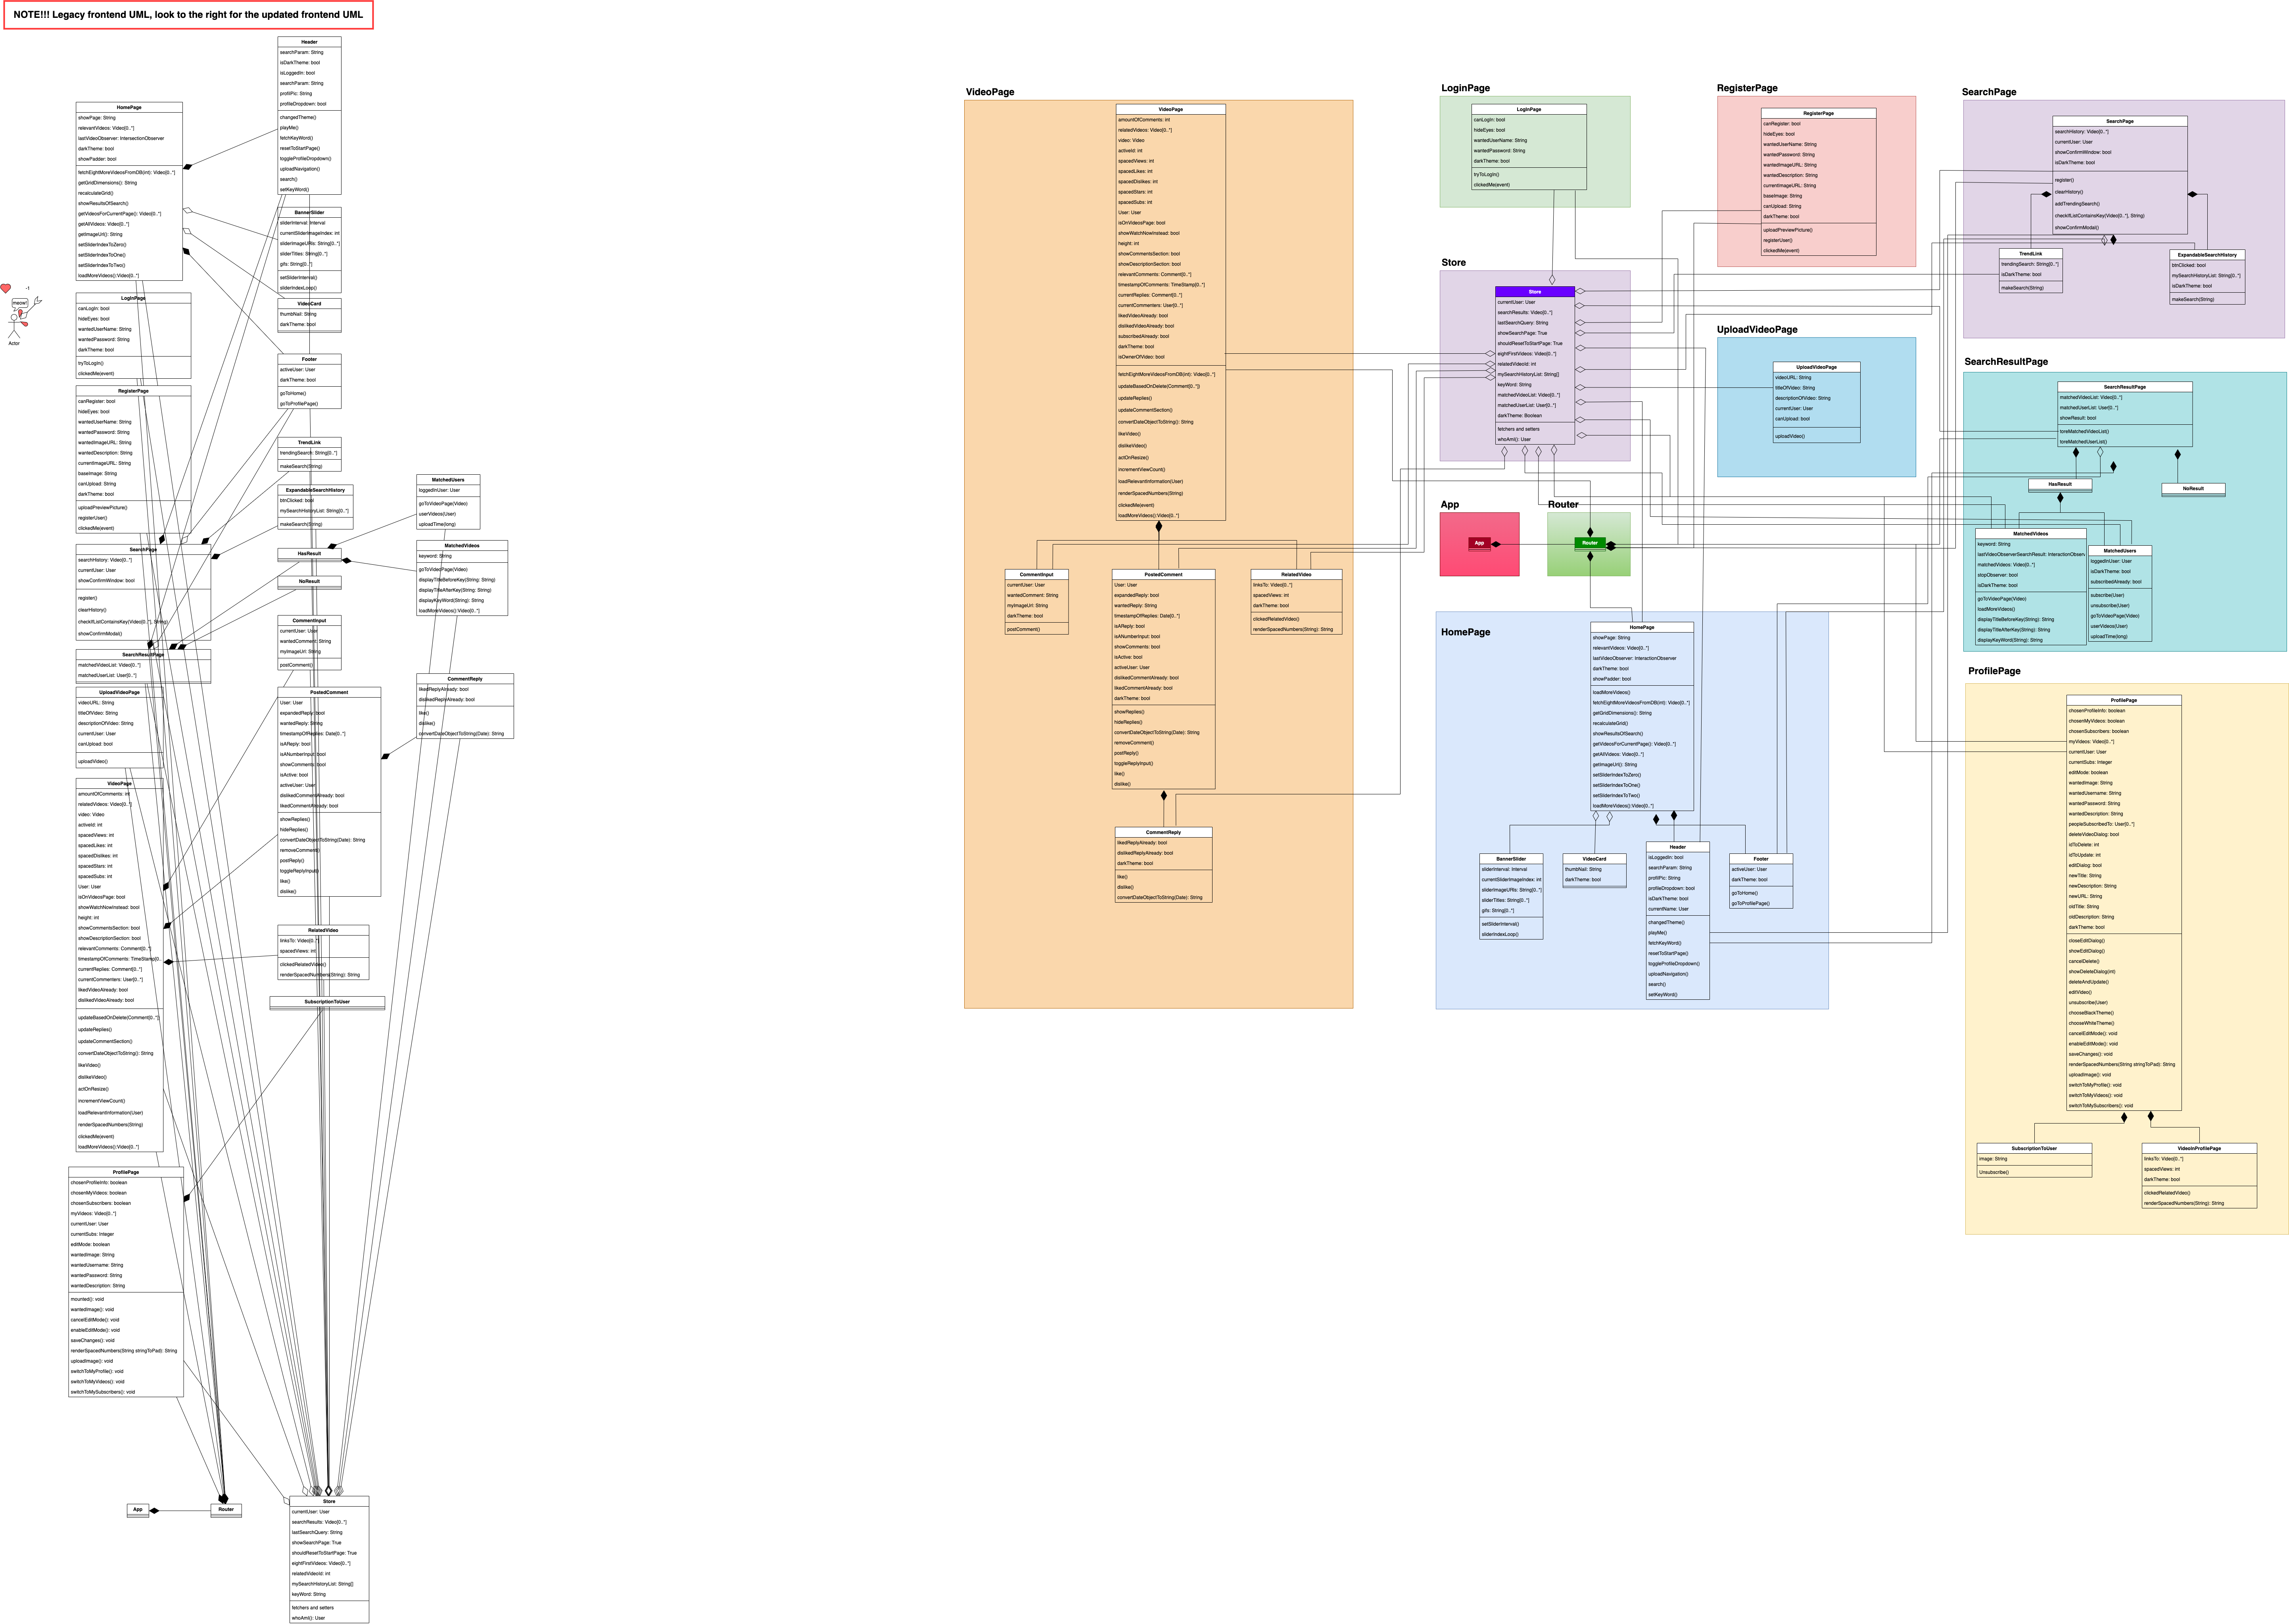 NOTE!!! Legacy frontend UML, look to the right for the updated frontend UML
Header
searchParam: String
isDarkTheme: bool
isLoggedIn: bool
searchParam: String
profilPic: String
profileDropdown: bool
changedTheme()
playMe()
fetchKeyWord()
resetToStartPage()
toggleProfileDropdown()
uploadNavigation()
search()
setKeyWord()
HomePage
showPage: String
relevantVideos: Video[0..*]
lastVideoObserver: IntersectionObserver
darkTheme: bool
showPadder: bool
fetchEightMoreVideosFromDB(int): Video[0..*]
getGridDimensions(): String
recalculateGrid()
showResultsOfSearch()
getVideosForCurrentPage(): Video[0..*]
getAllVideos: Video[0..*]
getImageUrl(): String
setSliderIndexToZero()
setSliderIndexToOne()
setSliderIndexToTwo()
loadMoreVideos():Video[0..*]
BannerSlider
sliderInterval: Interval
currentSliderImageIndex: int
sliderImageURIs: String[0..*]
sliderTitles: String[0..*]
gifs: String[0..*]
setSliderInterval()
sliderIndexLoop()
VideoCard
thumbNail: String
darkTheme: bool
-1
meow!
Actor
LogInPage
canLogIn: bool
hideEyes: bool
wantedUserName: String
wantedPassword: String
darkTheme: bool
tryToLogIn()
clickedMe(event)
Footer
activeUser: User
darkTheme: bool
goToHome()
goToProfilePage()
RegisterPage
canRegister: bool
hideEyes: bool
wantedUserName: String
wantedPassword: String
wantedImageURL: String
wantedDescription: String
currentImageURL: String
baseImage: String
canUpload: String
darkTheme: bool
uploadPreviewPicture()
registerUser()
clickedMe(event)
TrendLink
trendingSearch: String[0..*]
makeSearch(String)
ExpandableSearchHistory
btnClicked: bool
mySearchHistoryList: String[0..*]
makeSearch(String)
MatchedUsers
loggedInUser: User
goToVideoPage(Video)
userVideos(User)
uploadTime(long)
SearchPage
searchHistory: Video[0..*]
currentUser: User
showConfirmWindow: bool
register()
clearHistory()
checkIfListContainsKey(Video[0..*], String)
showConfirmModal()
HasResult
NoResult
MatchedVideos
keyword: String
goToVideoPage(Video)
displayTitleBeforeKey(String): String)
displayTitleAfterKey(String: String)
displayKeyWord(String): String)
loadMoreVideos():Video[0..*]
CommentInput
currentUser: User
wantedComment: String
myImageUrl: String
postComment()
SearchResultPage
matchedVideoList: Video[0..*]
matchedUserList: User[0..*]
UploadVideoPage
videoURL: String
titleOfVideo: String
descriptionOfVideo: String
currentUser: User
canUpload: bool
uploadVideo()
PostedComment
User: User
expandedReply: bool
wantedReply: String
timestampOfReplies: Date[0..*]
isAReply: bool
isANumberInput: bool
showComments: bool
isActive: bool
activeUser: User
dislikedCommentAlready: bool
likedCommentAlready: bool
showReplies()
hideReplies()
convertDateObjectToString(Date): String
removeComment()
postReply()
toggleReplyInput()
like()
dislike()
CommentReply
likedReplyAlready: bool
dislikedReplyAlready: bool
like()
dislike()
convertDateObjectToString(Date): String
VideoPage
amountOfComments: int
relatedVideos: Video[0..*]
video: Video
activeId: int
spacedViews: int
spacedLikes: int
spacedDislikes: int
spacedStars: int
spacedSubs: int
User: User
isOnVideosPage: bool
showWatchNowInstead: bool
height: int
showCommentsSection: bool
showDescriptionSection: bool
relevantComments: Comment[0..*]
timestampOfComments: TimeStamp[0..
currentReplies: Comment[0..*]
currentCommenters: User[0..*]
likedVideoAlready: bool
dislikedVideoAlready: bool
updateBasedOnDelete(Comment[0..*])
updateReplies()
updateCommentSection()
convertDateObjectToString(): String
likeVideo()
dislikeVideo()
actOnResize()
incrementViewCount()
loadRelevantInformation(User)
renderSpacedNumbers(String)
clickedMe(event)
loadMoreVideos():Video[0..*]
RelatedVideo
linksTo: Video[0..*]
spacedViews: int
clickedRelatedVideo()
renderSpacedNumbers(String): String
SubscriptionToUser
ProfilePage
chosenProfileInfo: boolean
chosenMyVideos: boolean
chosenSubscribers: boolean
myVideos: Video[0..*]
currentUser: User
currentSubs: Integer
editMode: boolean
wantedImage: String
wantedUsername: String
wantedPassword: String
wantedDescription: String
mounted(): void
wantedImage(): void
cancelEditMode(): void
enableEditMode(): void
saveChanges(): void
renderSpacedNumbers(String stringToPad): String
uploadImage(): void
switchToMyProfile(): void
switchToMyVideos(): void
switchToMySubscribers(): void
App
Router
Store
currentUser: User
searchResults: Video[0..*]
lastSearchQuery: String
showSearchPage: True
shouldResetToStartPage: True
eightFirstVideos: Video[0..*]
relatedVideoId: int
mySearchHistoryList: String[]
keyWord: String
fetchers and setters
whoAmI(): User
VideoPage
VideoPage
amountOfComments: int
relatedVideos: Video[0..*]
video: Video
activeId: int
spacedViews: int
spacedLikes: int
spacedDislikes: int
spacedStars: int
spacedSubs: int
User: User
isOnVideosPage: bool
showWatchNowInstead: bool
height: int
showCommentsSection: bool
showDescriptionSection: bool
relevantComments: Comment[0..*]
timestampOfComments: TimeStamp[0..*]
currentReplies: Comment[0..*]
currentCommenters: User[0..*]
likedVideoAlready: bool
dislikedVideoAlready: bool
subscribedAlready: bool
darkTheme: bool
isOwnerOfVideo: bool
fetchEightMoreVideosFromDB(int): Video[0..*]
updateBasedOnDelete(Comment[0..*])
updateReplies()
updateCommentSection()
convertDateObjectToString(): String
likeVideo()
dislikeVideo()
actOnResize()
incrementViewCount()
loadRelevantInformation(User)
renderSpacedNumbers(String)
clickedMe(event)
loadMoreVideos():Video[0..*]
CommentInput
currentUser: User
wantedComment: String
myImageUrl: String
darkTheme: bool
postComment()
PostedComment
User: User
expandedReply: bool
wantedReply: String
timestampOfReplies: Date[0..*]
isAReply: bool
isANumberInput: bool
showComments: bool
isActive: bool
activeUser: User
dislikedCommentAlready: bool
likedCommentAlready: bool
darkTheme: bool
showReplies()
hideReplies()
convertDateObjectToString(Date): String
removeComment()
postReply()
toggleReplyInput()
like()
dislike()
RelatedVideo
linksTo: Video[0..*]
spacedViews: int
darkTheme: bool
clickedRelatedVideo()
renderSpacedNumbers(String): String
CommentReply
likedReplyAlready: bool
dislikedReplyAlready: bool
darkTheme: bool
like()
dislike()
convertDateObjectToString(Date): String
LoginPage
LogInPage
canLogIn: bool
hideEyes: bool
wantedUserName: String
wantedPassword: String
darkTheme: bool
tryToLogIn()
clickedMe(event)
Store
Store
currentUser: User
searchResults: Video[0..*]
lastSearchQuery: String
showSearchPage: True
shouldResetToStartPage: True
eightFirstVideos: Video[0..*]
relatedVideoId: int
mySearchHistoryList: String[]
keyWord: String
matchedVideoList: Video[0..*]
matchedUserList: User[0..*]
darkTheme: Boolean
fetchers and setters
whoAmI(): User
App
App
Router
Router
HomePage
HomePage
showPage: String
relevantVideos: Video[0..*]
lastVideoObserver: InteractionObserver
darkTheme: bool
showPadder: bool
loadMoreVideos()
fetchEightMoreVideosFromDB(int): Video[0..*]
getGridDimensions(): String
recalculateGrid()
showResultsOfSearch()
getVideosForCurrentPage(): Video[0..*]
getAllVideos: Video[0..*]
getImageUrl(): String
setSliderIndexToZero()
setSliderIndexToOne()
setSliderIndexToTwo()
loadMoreVideos():Video[0..*]
BannerSlider
sliderInterval: Interval
currentSliderImageIndex: int
sliderImageURIs: String[0..*]
sliderTitles: String[0..*]
gifs: String[0..*]
setSliderInterval()
sliderIndexLoop()
VideoCard
thumbNail: String
darkTheme: bool
Header
isLoggedIn: bool
searchParam: String
profilPic: String
profileDropdown: bool
isDarkTheme: bool
currentName: User
changedTheme()
playMe()
fetchKeyWord()
resetToStartPage()
toggleProfileDropdown()
uploadNavigation()
search()
setKeyWord()
Footer
activeUser: User
darkTheme: bool
goToHome()
goToProfilePage()
RegisterPage
RegisterPage
canRegister: bool
hideEyes: bool
wantedUserName: String
wantedPassword: String
wantedImageURL: String
wantedDescription: String
currentImageURL: String
baseImage: String
canUpload: String
darkTheme: bool
uploadPreviewPicture()
registerUser()
clickedMe(event)
UploadVideoPage
UploadVideoPage
videoURL: String
titleOfVideo: String
descriptionOfVideo: String
currentUser: User
canUpload: bool
uploadVideo()
SearchPage
SearchPage
searchHistory: Video[0..*]
currentUser: User
showConfirmWindow: bool
isDarkTheme: bool
register()
clearHistory()
addTrendingSearch()
checkIfListContainsKey(Video[0..*], String)
showConfirmModal()
TrendLink
trendingSearch: String[0..*]
isDarkTheme: bool
makeSearch(String)
ExpandableSearchHistory
btnClicked: bool
mySearchHistoryList: String[0..*]
isDarkTheme: bool
makeSearch(String)
SearchResultPage
SearchResultPage
matchedVideoList: Video[0..*]
matchedUserList: User[0..*]
showResult: bool
toreMatchedVideoList()
toreMatchedUserList()
HasResult
NoResult
MatchedVideos
keyword: String
lastVideoObserverSearchResult: InteractionObserv
matchedVideos: Video[0..*]
stopObserver: bool
isDarkTheme: bool
goToVideoPage(Video)
loadMoreVideos()
displayTitleBeforeKey(String): String)
displayTitleAfterKey(String): String)
displayKeyWord(String): String)
MatchedUsers
loggedInUser: User
isDarkTheme: bool
subscribedAlready: bool
subscribe(User)
unsubscribe(User)
goToVideoPage(Video)
userVideos(User)
uploadTime(long)
ProfilePage
ProfilePage
chosenProfileInfo: boolean
chosenMyVideos: boolean
chosenSubscribers: boolean
myVideos: Video[0..*]
currentUser: User
currentSubs: Integer
editMode: boolean
wantedImage: String
wantedUsername: String
wantedPassword: String
wantedDescription: String
peopleSubscribedTo: User[0..*]
deleteVideoDialog: bool
idToDelete: int
idToUpdate: int
editDialog: bool
newTitle: String
newDescription: String
newURL: String
oldTitle: String
oldDescription: String
darkTheme: bool
closeEditDialog()
showEditDialog()
cancelDelete()
showDeleteDialog(int)
deleteAndUpdate()
editVideo()
unsubscribe(User)
chooseBlackTheme()
chooseWhiteTheme()
cancelEditMode(): void
enableEditMode(): void
saveChanges(): void
renderSpacedNumbers(String stringToPad): String
uploadImage(): void
switchToMyProfile(): void
switchToMyVideos(): void
switchToMySubscribers(): void
SubscriptionToUser
image: String
Unsubscribe()
VideoInProfilePage
linksTo: Video[0..*]
spacedViews: int
darkTheme: bool
clickedRelatedVideo()
renderSpacedNumbers(String): String